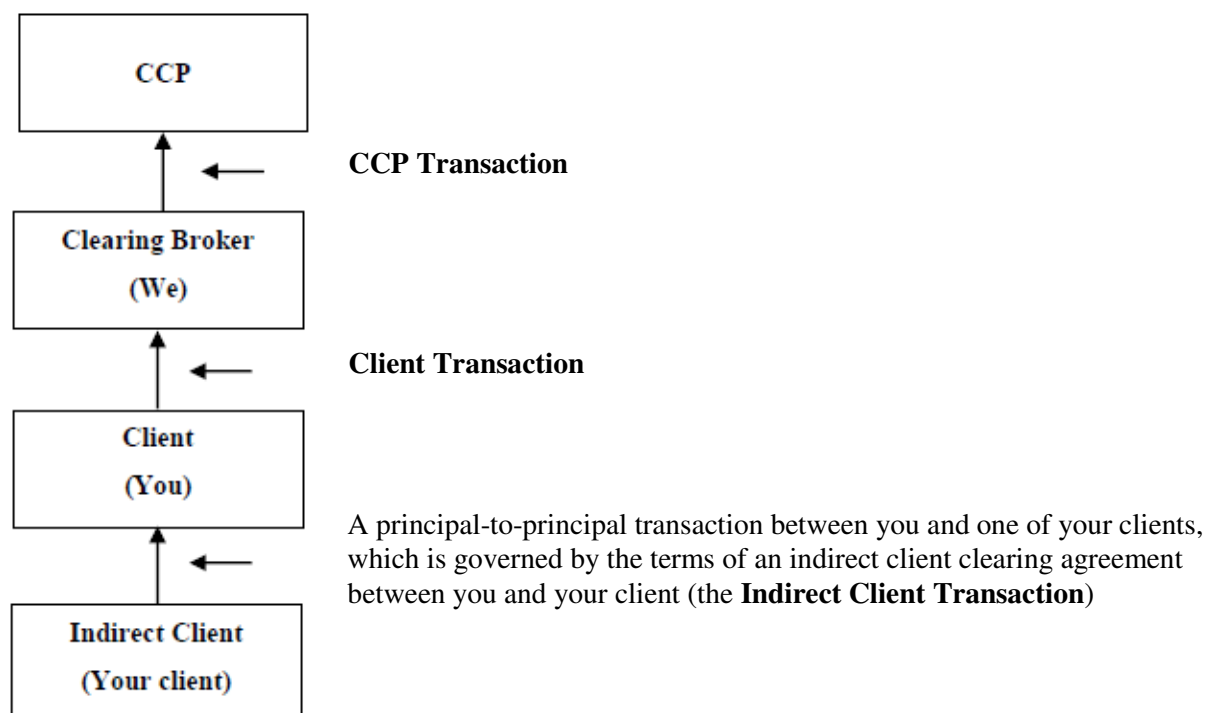 CCP
CCP Transaction
Clearing Broker
(We)
Client Transaction
Client
(You)
A principal-to-principal transaction between you and one of your clients,
which is governed by the terms of an indirect client clearing agreement
between you and your client (the Indirect Client Transaction)
Indirect Client
(Your client)